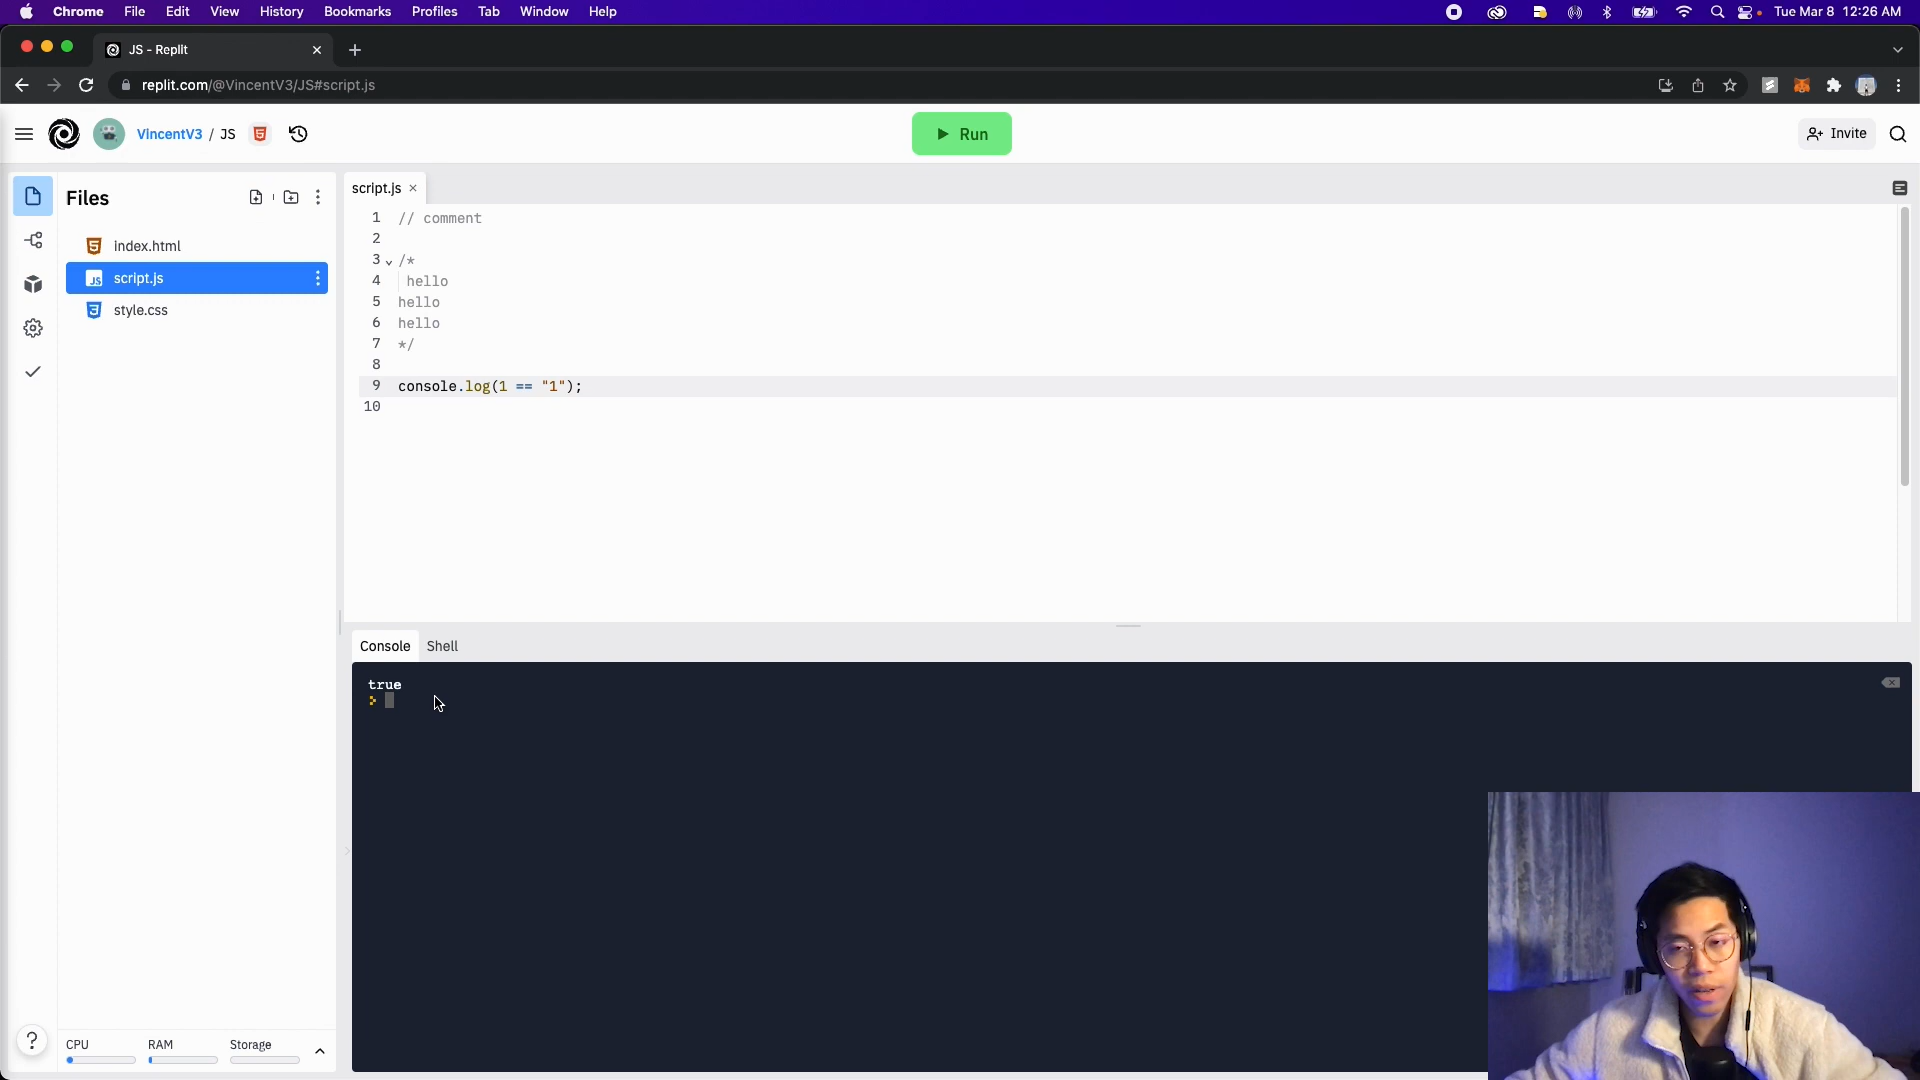 Chrome File Edit View History Bookmarks Profiles Tab Window Help Tue Mar 8 12:26 AM
JS - Replit
replit.com/@VincentV3/JS#script.js
VincentV3 / JS Run Invite
Files
index.html
script.js
style.css
script.js
1 // comment
2
3 /*
4 hello
5 hello
6 hello
7 */
8
9 console.log(1 == "1");
10
Console Shell
true
CPU RAM Storage